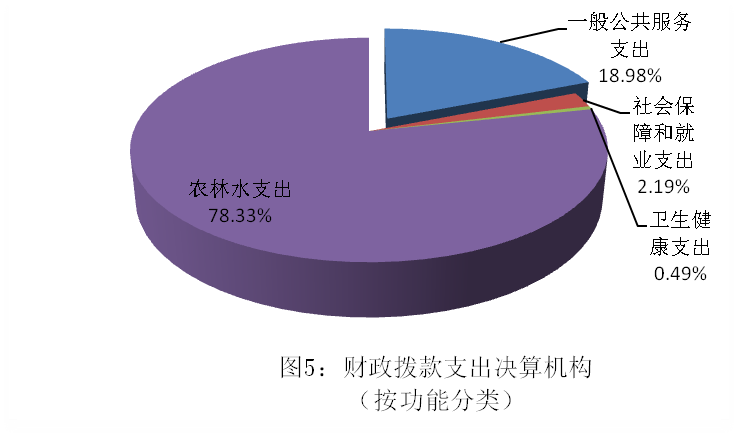 一般公共服务
支出
18.98%
社会保
障和就
业支出
2.19%
卫生健
康支出
0.49%
农林水支出
78.33%
图5：财政拨款支出决算机构
（按功能分类）